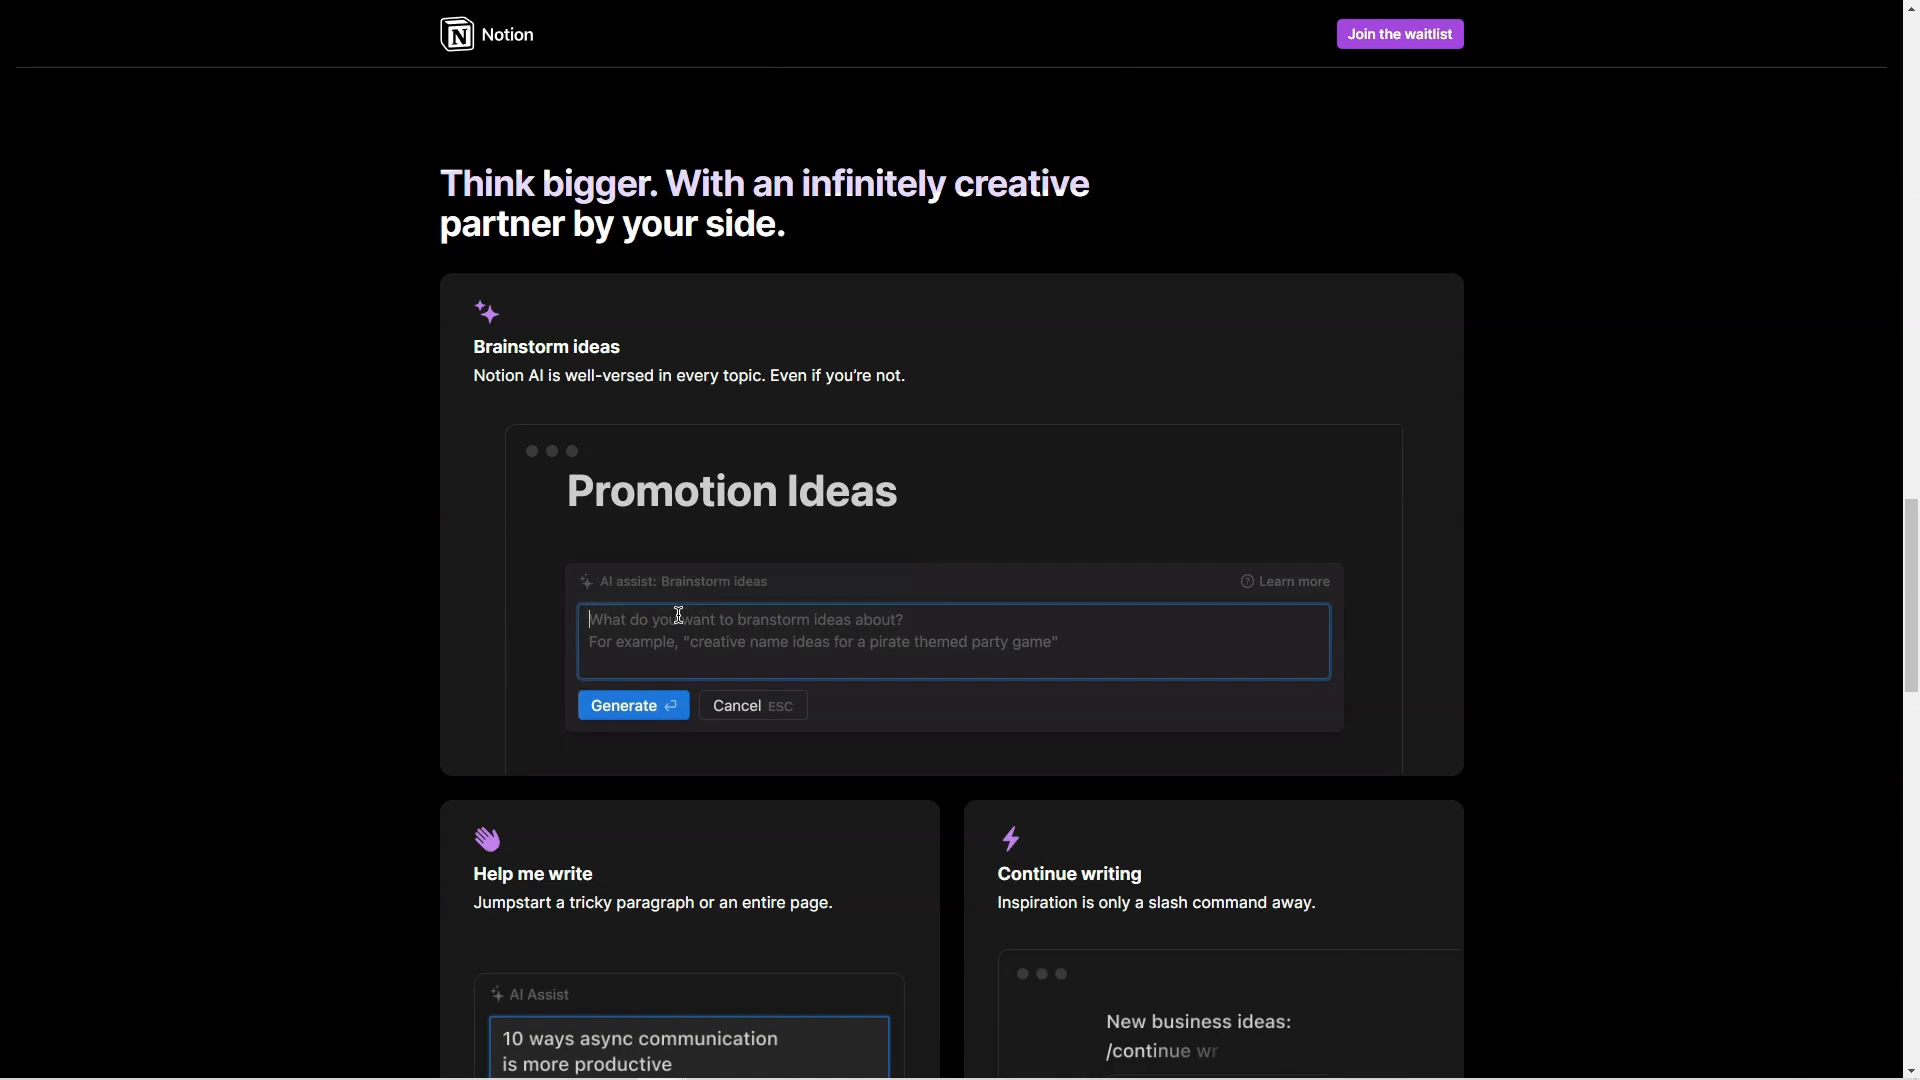 Notion
Join the waitlist
Think bigger. With an infinitely creative
partner by your side.
Brainstorm ideas
Notion AI is well-versed in every topic. Even if you're not.
Promotion Ideas
AI assist: Brainstorm ideas
Learn more
What do you want to branstorm ideas about?
For example, "creative name ideas for a pirate themed party game"
Generate
Cancel ESC
Help me write
Jumpstart a tricky paragraph or an entire page.
AI Assist
10 ways async communication
is more productive
Continue writing
Inspiration is only a slash command away.
New business ideas:
/continue wr